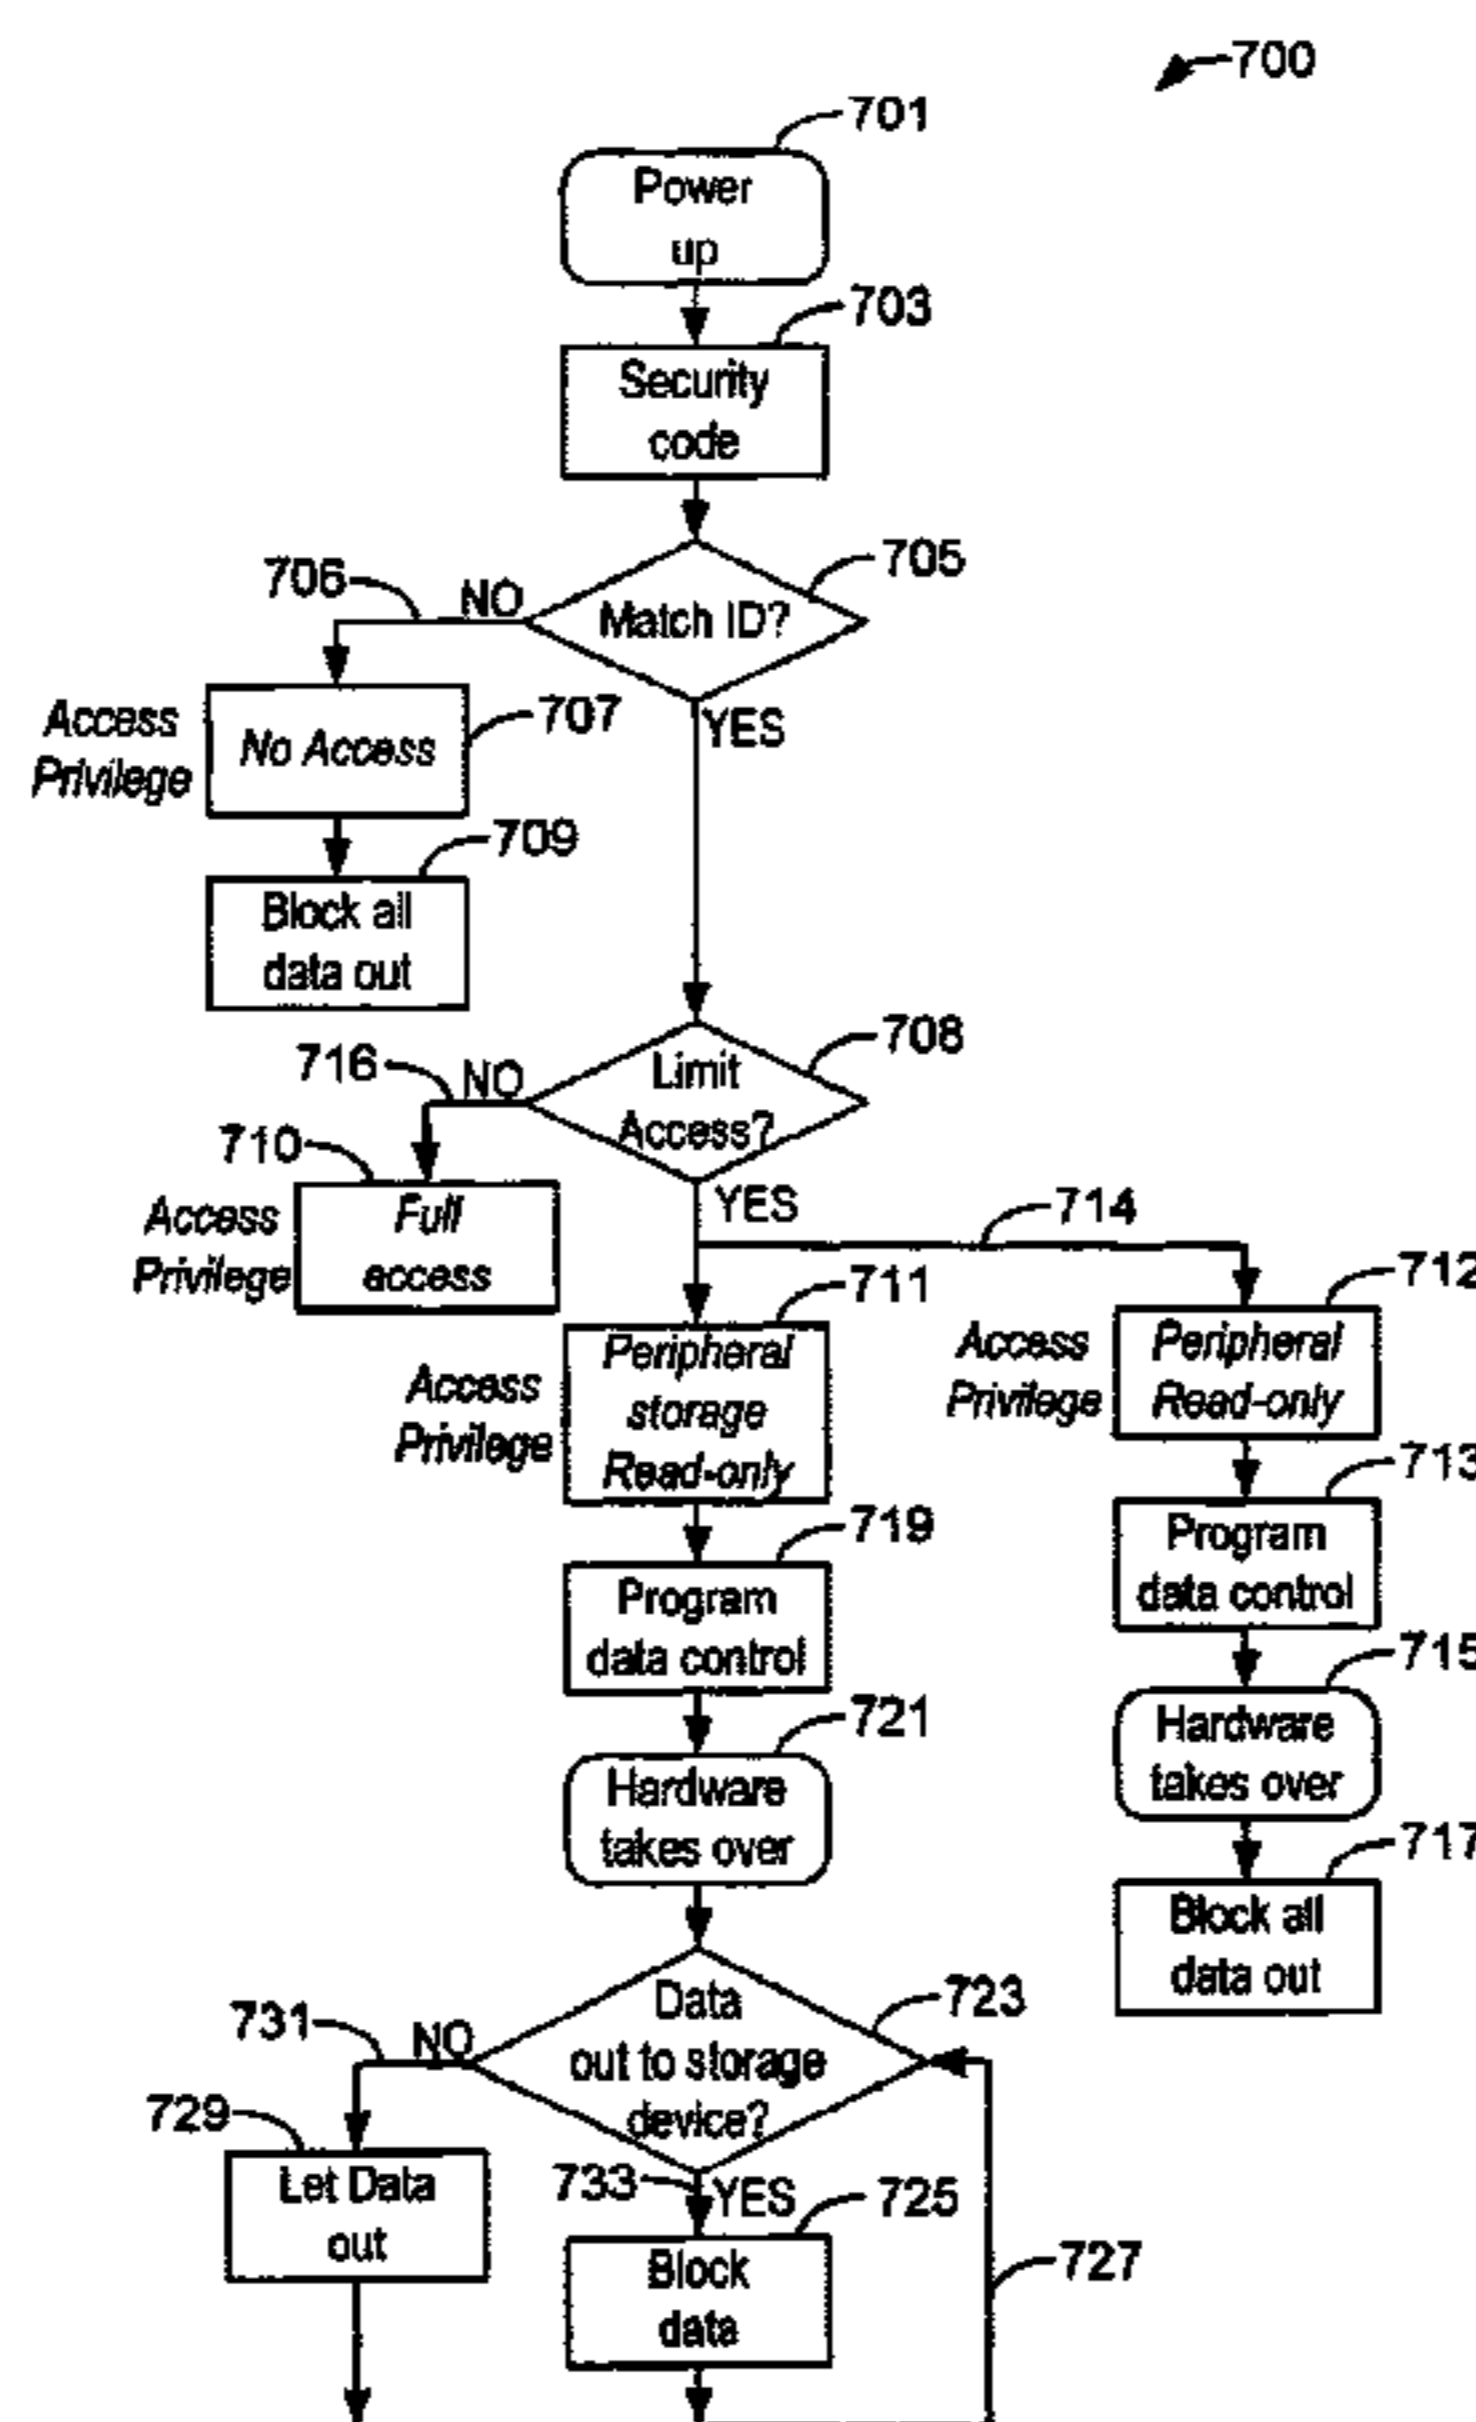 700
701
Power
up
703
Security
code
705
706
NO
Match ID?
YES
Access
Privilege
No Access
707
709
Block all
data out
708
716
NO
Limit
Access?
YES
710
Access
Privilege
Full
access
714
711
Access
Privilege
Peripheral
storage
Read-only
712
Access
Privilege
Peripheral
Read-only
719
Program
data control
713
Program
data control
721
Hardware
takes over
715
Hardware
takes over
717
Block all
data out
723
731
NO
Data
out to storage
device?
729
Let Data
out
733
YES
725
Block
data
727